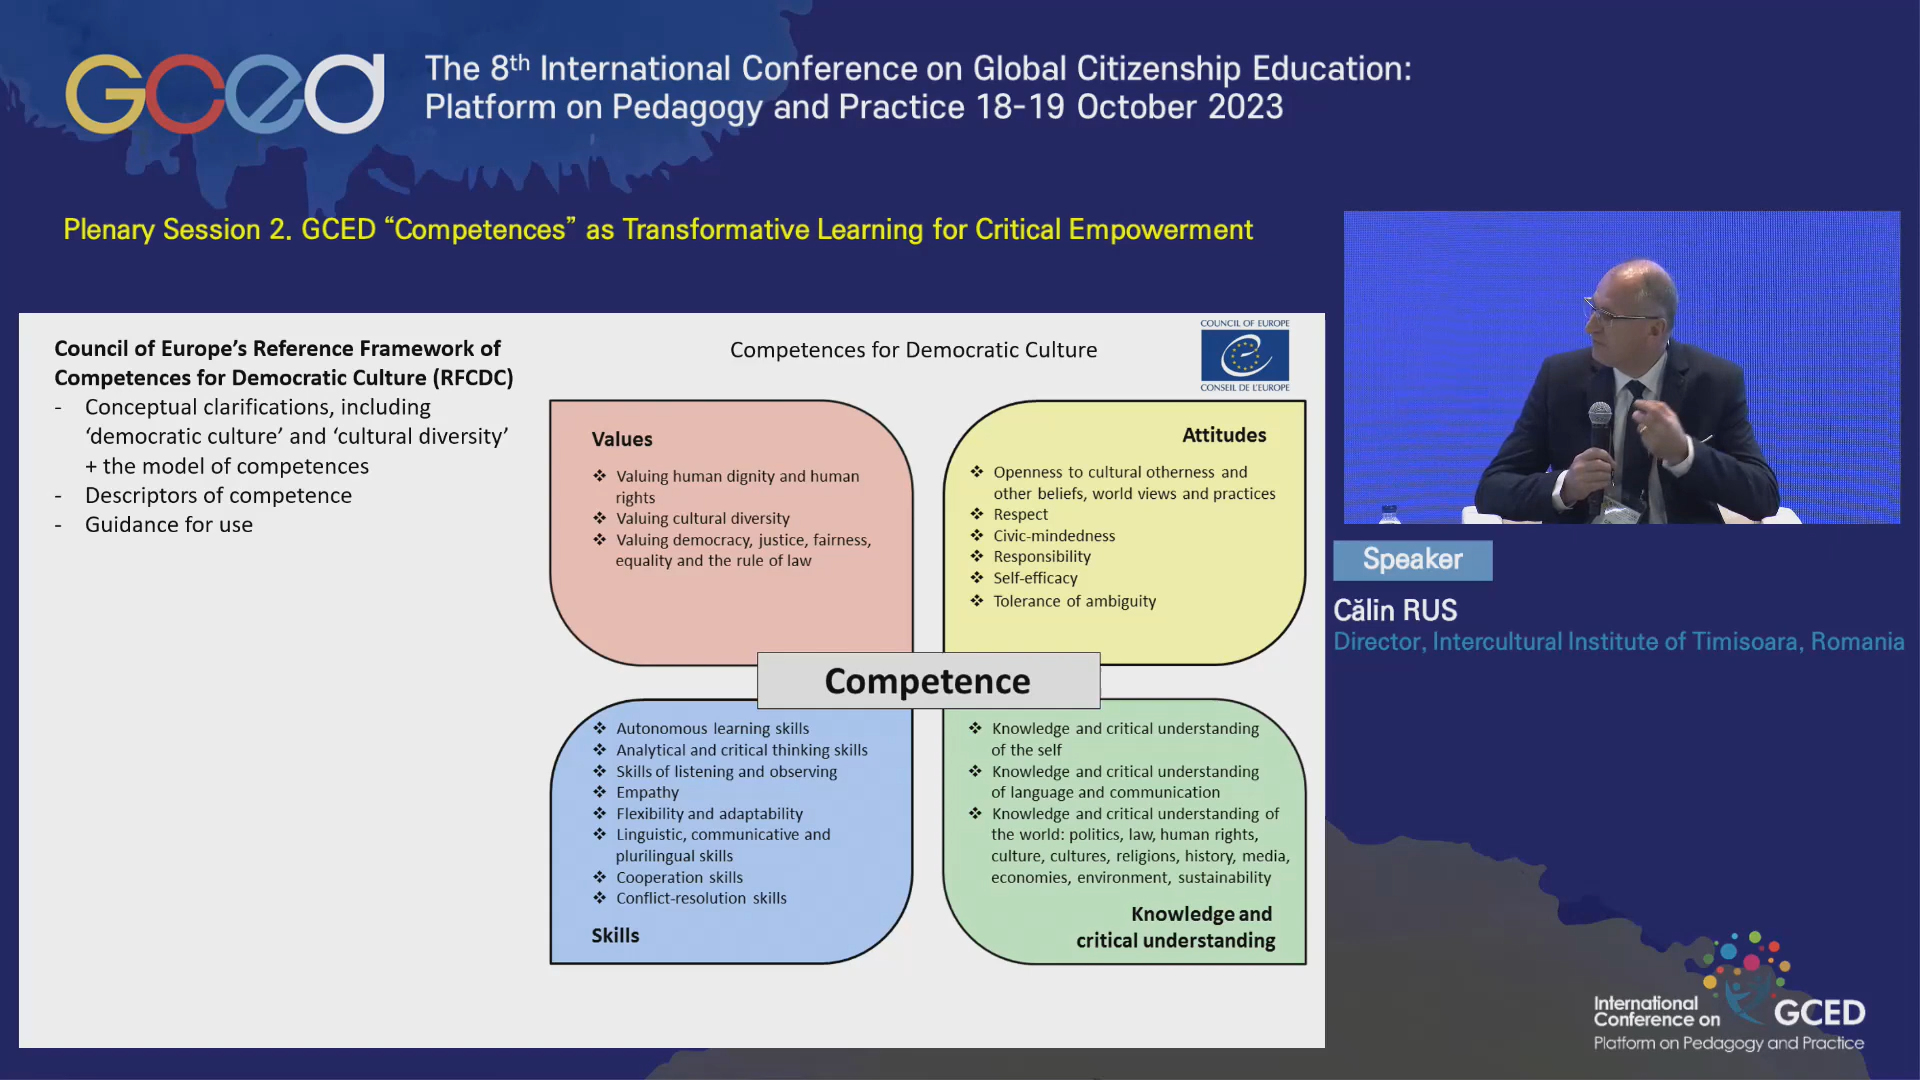 GCED
The 8th International Conference on Global Citizenship Education:
Platform on Pedagogy and Practice 18-19 October 2023
Plenary Session 2. GCED “Competences” as Transformative Learning for Critical Empowerment
Council of Europe’s Reference Framework of
Competences for Democratic Culture (RFCDC)
- Conceptual clarifications, including
‘democratic culture’ and ‘cultural diversity’
+ the model of competences
- Descriptors of competence
- Guidance for use
Competences for Democratic Culture
COUNCIL OF EUROPE
CONSEIL DE L'EUROPE
Values
❖ Valuing human dignity and human
rights
❖ Valuing cultural diversity
❖ Valuing democracy, justice, fairness,
equality and the rule of law
Attitudes
❖ Openness to cultural otherness and
other beliefs, world views and practices
❖ Respect
❖ Civic-mindedness
❖ Responsibility
❖ Self-efficacy
❖ Tolerance of ambiguity
Competence
❖ Autonomous learning skills
❖ Analytical and critical thinking skills
❖ Skills of listening and observing
❖ Empathy
❖ Flexibility and adaptability
❖ Linguistic, communicative and
plurilingual skills
❖ Cooperation skills
❖ Conflict-resolution skills
Skills
❖ Knowledge and critical understanding
of the self
❖ Knowledge and critical understanding
of language and communication
❖ Knowledge and critical understanding of
the world: politics, law, human rights,
culture, cultures, religions, history, media,
economies, environment, sustainability
Knowledge and
critical understanding
Speaker
Călin RUS
Director, Intercultural Institute of Timisoara, Romania
International
Conference on GCED
Platform on Pedagogy and Practice